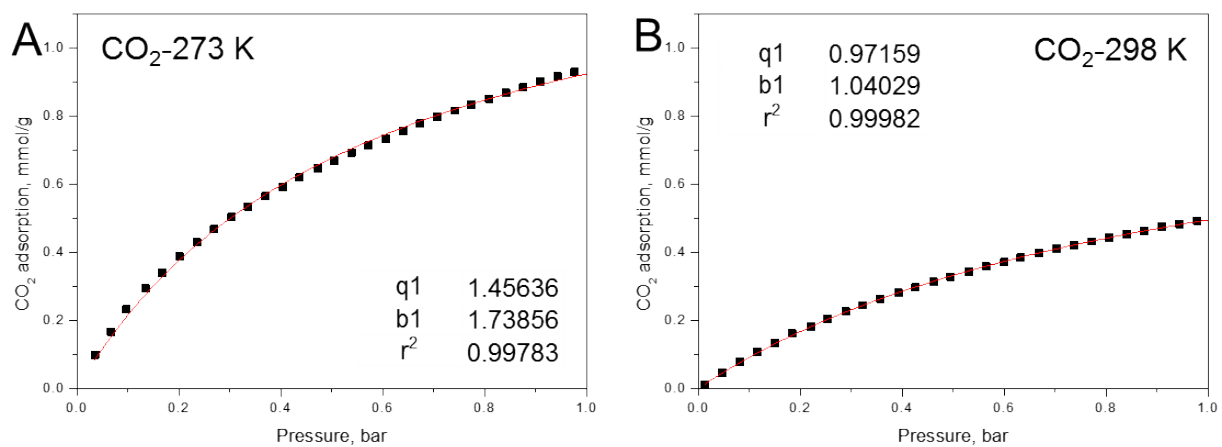 A
CO₂-273 K
CO₂ adsorption, mmol/g
1.0
0.8
0.6
0.4
0.2
0.0
q1 1.45636
b1 1.73856
r² 0.99783
0.0 0.2 0.4 0.6 0.8 1.0
Pressure, bar
B
CO₂-298 K
q1 0.97159
b1 1.04029
r² 0.99982
CO₂ adsorption, mmol/g
1.0
0.8
0.6
0.4
0.2
0.0
0.0 0.2 0.4 0.6 0.8 1.0
Pressure, bar